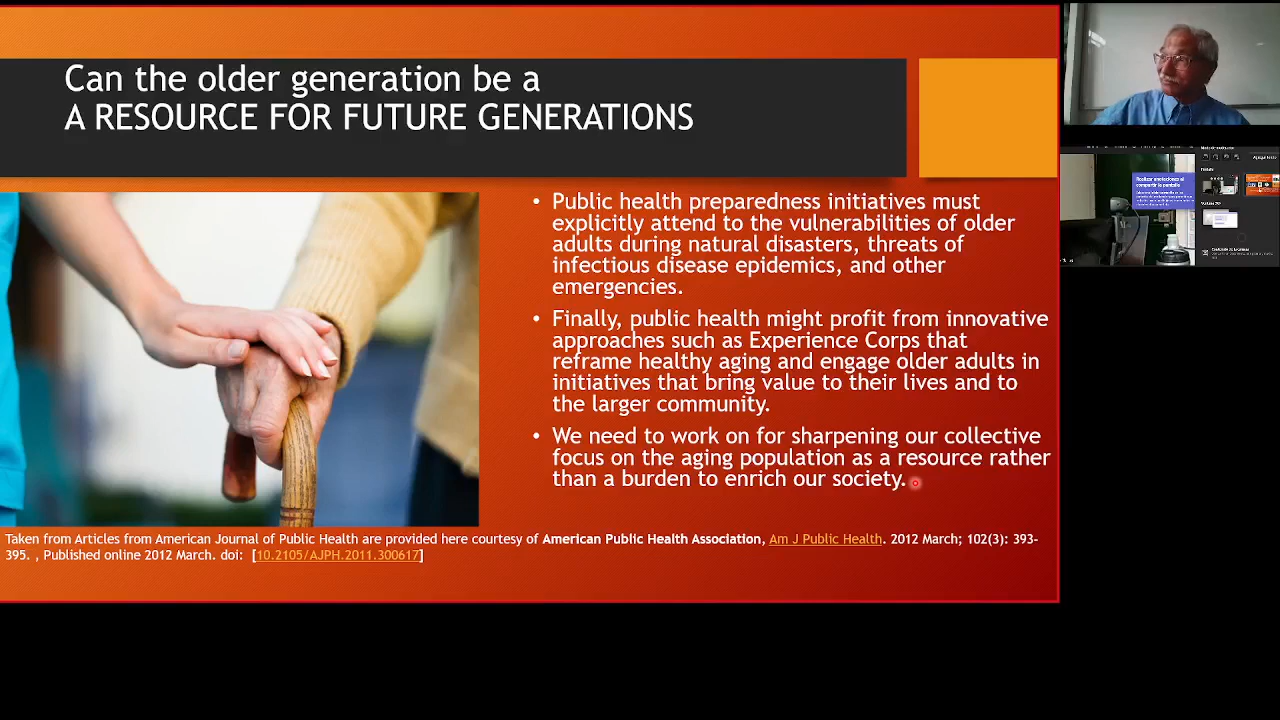 Can the older generation be a
A RESOURCE FOR FUTURE GENERATIONS
• Public health preparedness initiatives must
explicitly attend to the vulnerabilities of older
adults during natural disasters, threats of
infectious disease epidemics, and other
emergencies.
• Finally, public health might profit from innovative
approaches such as Experience Corps that
reframe healthy aging and engage older adults in
initiatives that bring value to their lives and to
the larger community.
• We need to work on for sharpening our collective
focus on the aging population as a resource rather
than a burden to enrich our society.
Taken from Articles from American Journal of Public Health are provided here courtesy of American Public Health Association, Am J Public Health. 2012 March; 102(3): 393-
395. , Published online 2012 March. doi: [10.2105/AJPH.2011.300617]
Realizar anotaciones al
compartir la pantalla